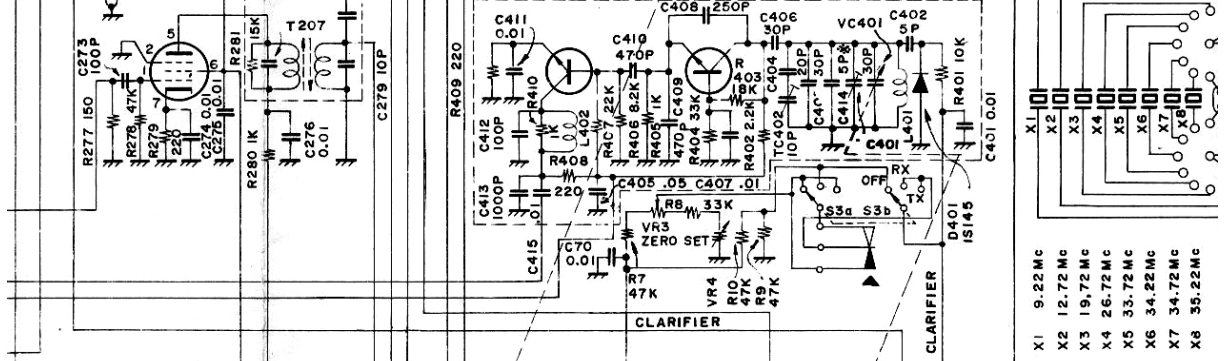 C273
100P
2
5
6
7
R277 150
R278 47K
R279
220
C274 0.01
C275 0.01
R281
15K
T207
R280 1K
C276
0.01
C279 10P
R409 220
C411
0.01
R410
1K
C412
100P
L402
C410
470P
R407 22K
R406 8.2K
R405 1K
C409
470P
R408
220
C413
1000P
C415
C405 .05 C407 .01
C408 250P
R
403
18K
R404 33K
R402 2.2K
C406
30P
C404
TC402
10P
20P
30P
C414 5P*
VC401
30P
C402
5P
L401
C401
R401 10K
C401 0.01
R8 33K
VR3
ZERO SET
C70
0.01
R7
47K
VR4
R10
47K
R9
47K
S3a S3b
OFF
RX
TX
D401
1S145
CLARIFIER
CLARIFIER
X1
X2
X3
X4
X5
X6
X7
X8
X1 9.22Mc
X2 12.72Mc
X3 19.72Mc
X4 26.72Mc
X5 33.72Mc
X6 34.22Mc
X7 34.72Mc
X8 35.22Mc